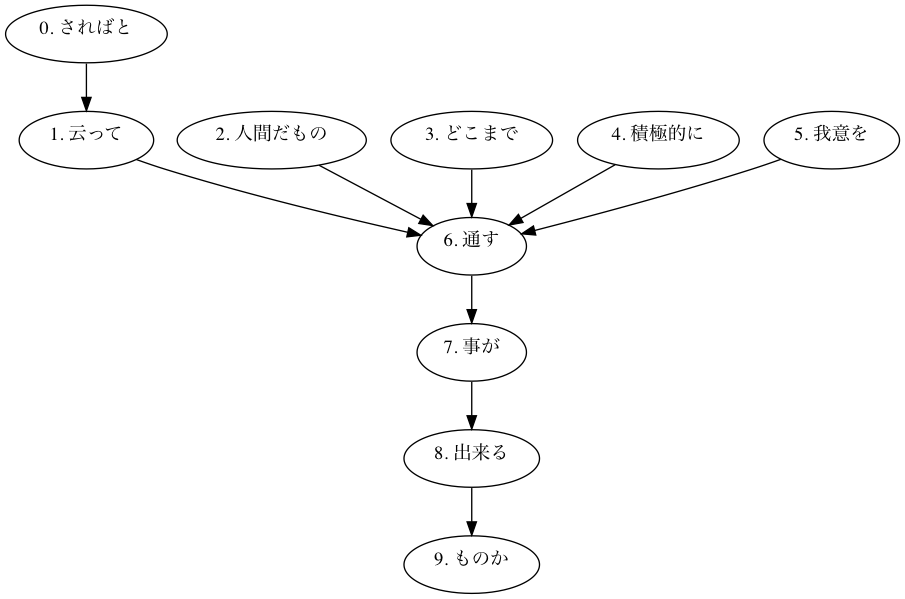 0. さればと
1. 云って
2. 人間だもの
3. どこまで
4. 積極的に
5. 我意を
6. 通す
7. 事が
8. 出来る
9. ものか